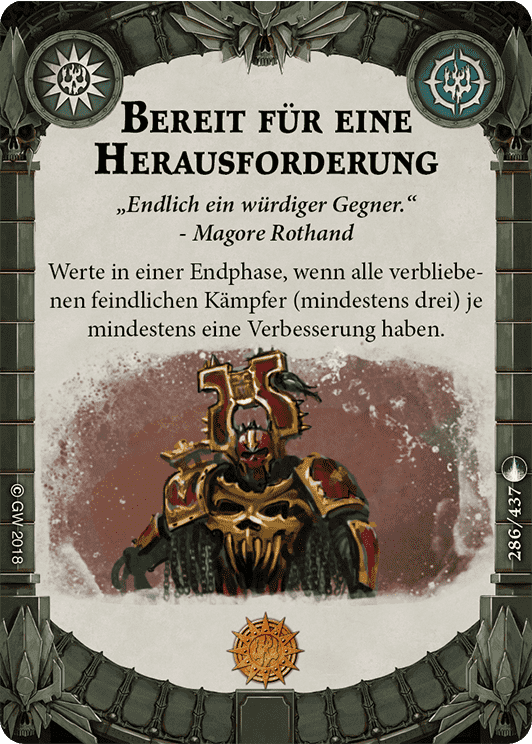 Bereit für eine
Herausforderung
„Endlich ein würdiger Gegner.“
- Magore Rothand
Werte in einer Endphase, wenn alle verbliebe-
nen feindlichen Kämpfer (mindestens drei) je
mindestens eine Verbesserung haben.
© GW 2018
286/437